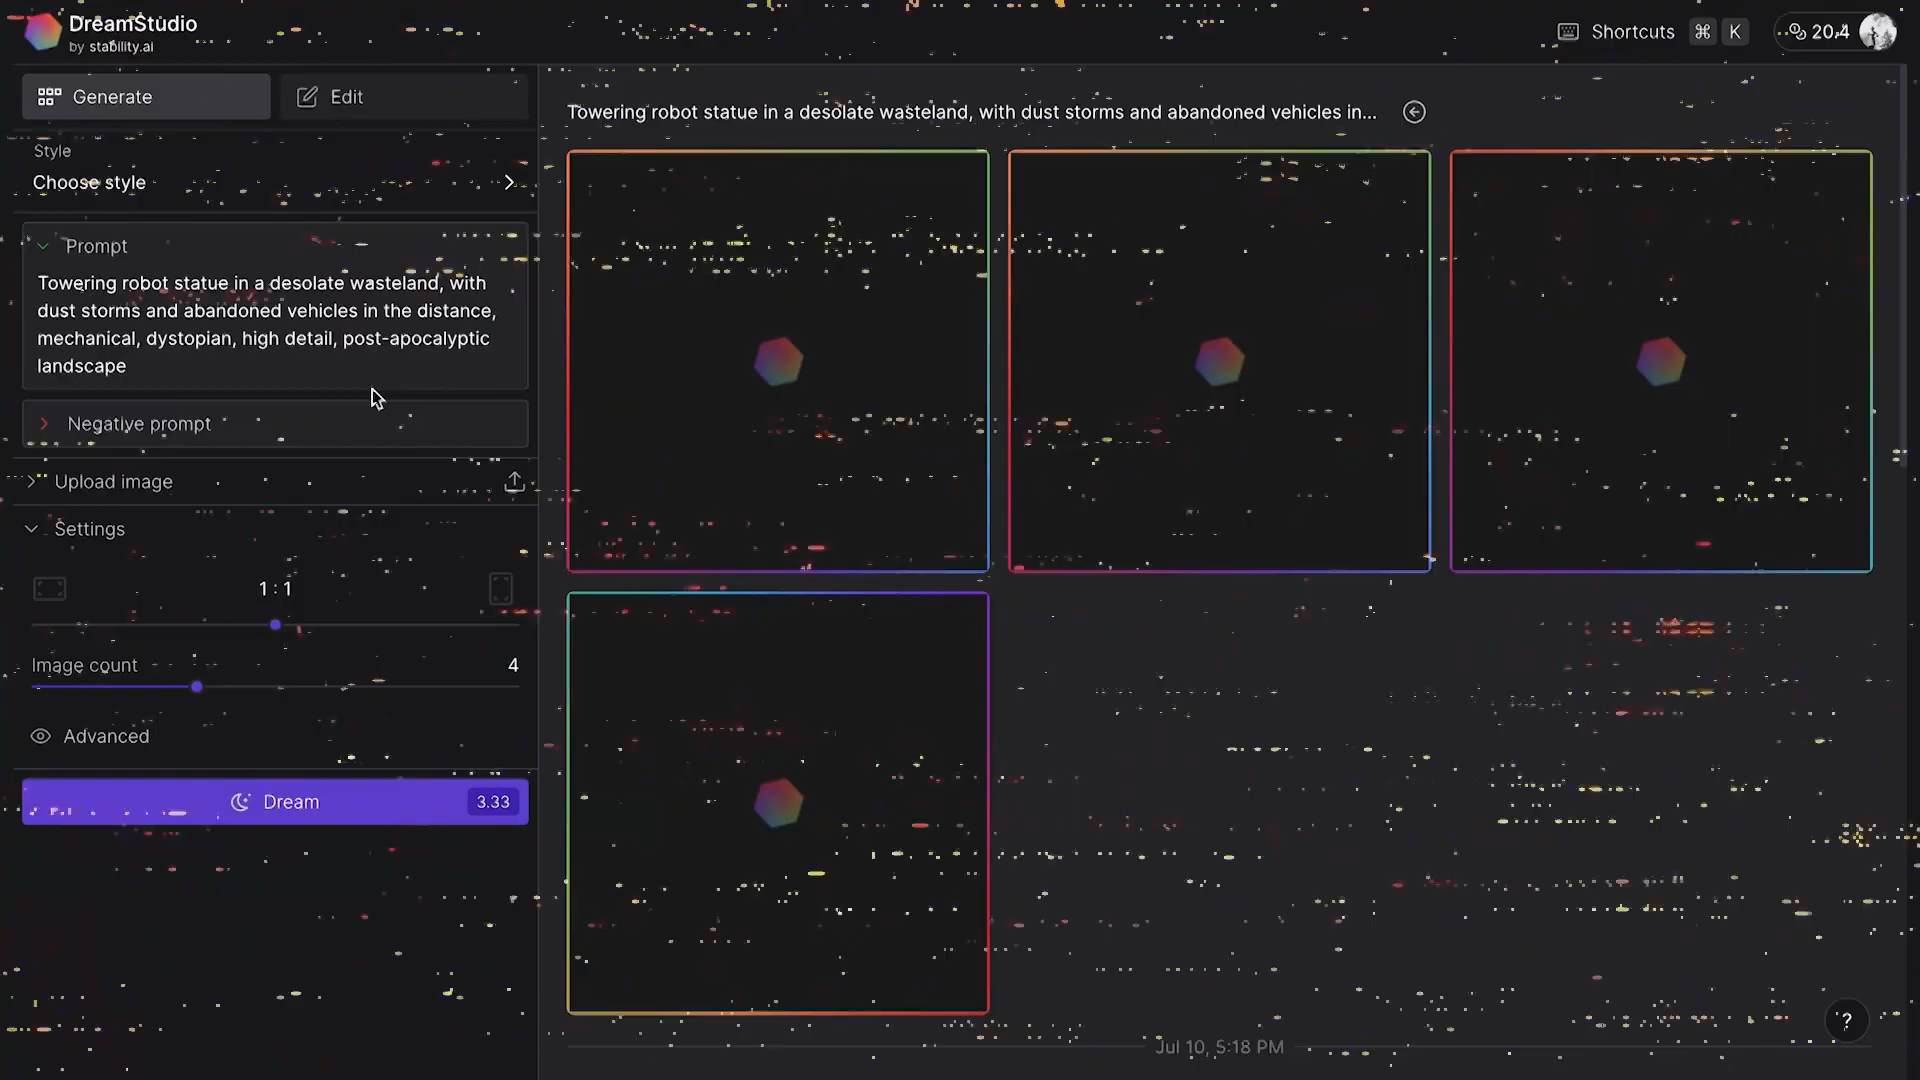 DreamStudio
by stability.ai
Shortcuts ⌘ K
20.4
Generate
Edit
Style
Choose style
Prompt
Towering robot statue in a desolate wasteland, with
dust storms and abandoned vehicles in the distance,
mechanical, dystopian, high detail, post-apocalyptic
landscape
Negative prompt
Upload image
Settings
1 : 1
Image count 4
Advanced
Dream 3.33
Towering robot statue in a desolate wasteland, with dust storms and abandoned vehicles in...
Jul 10, 5:18 PM
?